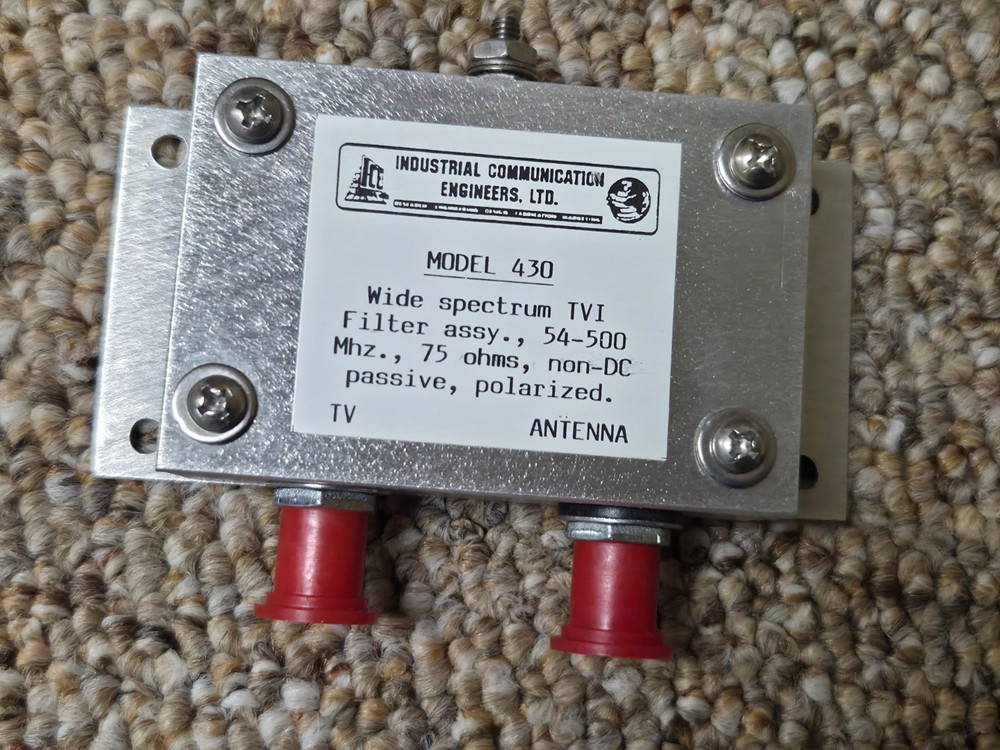 ICE
INDUSTRIAL COMMUNICATION
ENGINEERS, LTD.
MODEL 430
Wide spectrum TVI
Filter assy., 54-500
Mhz., 75 ohms, non-DC
passive, polarized.
TV ANTENNA